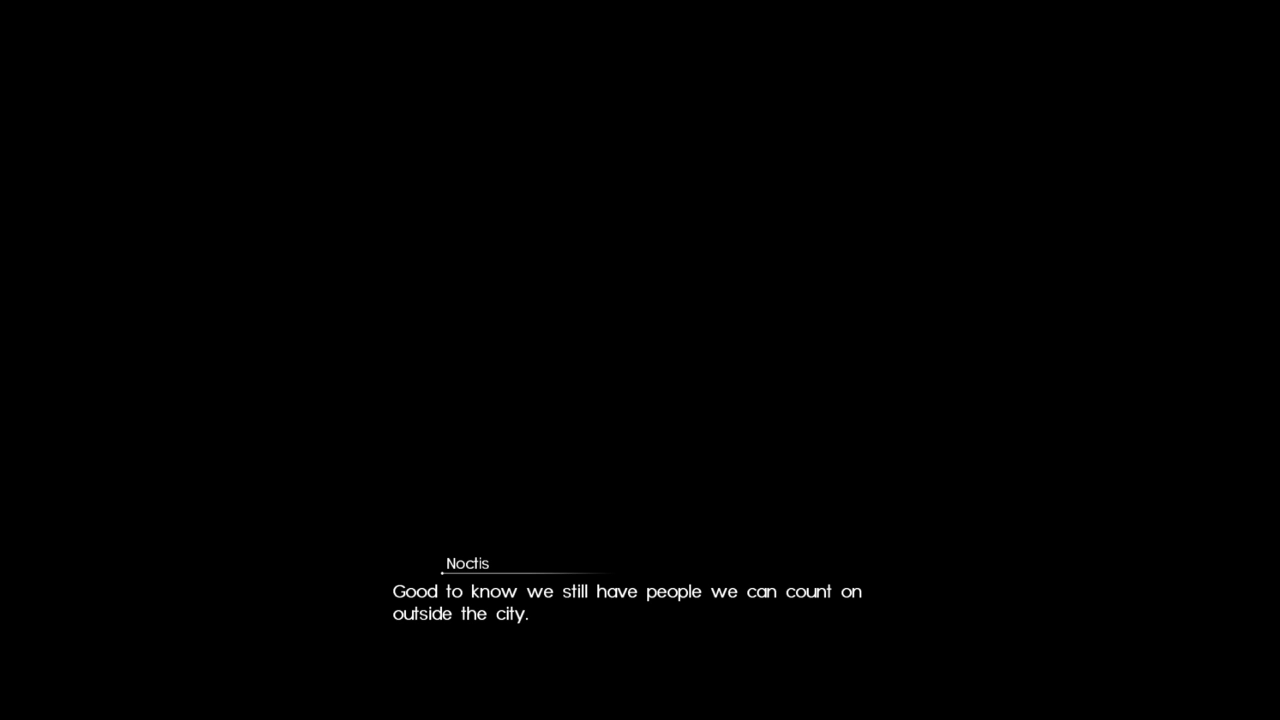 Noctis
Good to know we still have people we can count on
outside the city.